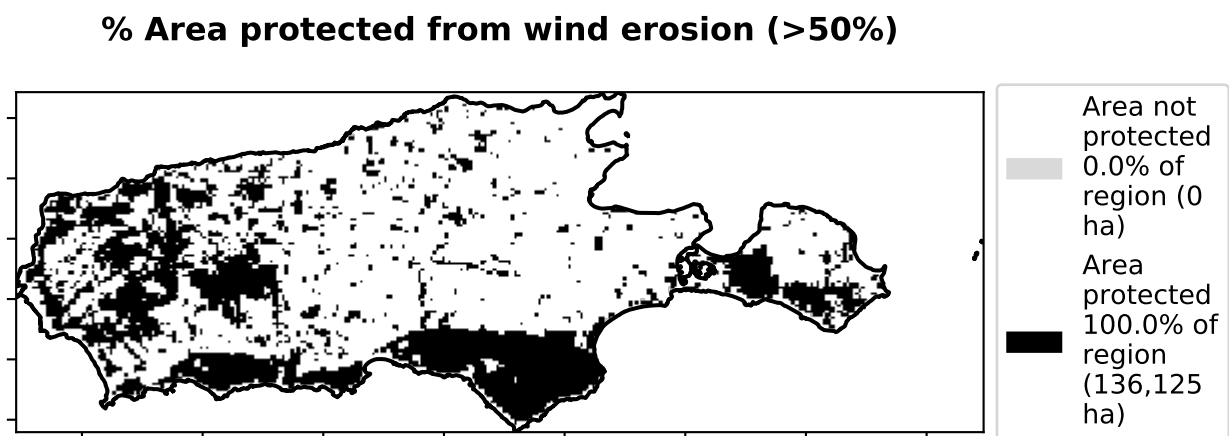 % Area protected from wind erosion (>50%)
Area not
protected
0.0% of
region (0
ha)
Area
protected
100.0% of
region
(136,125
ha)